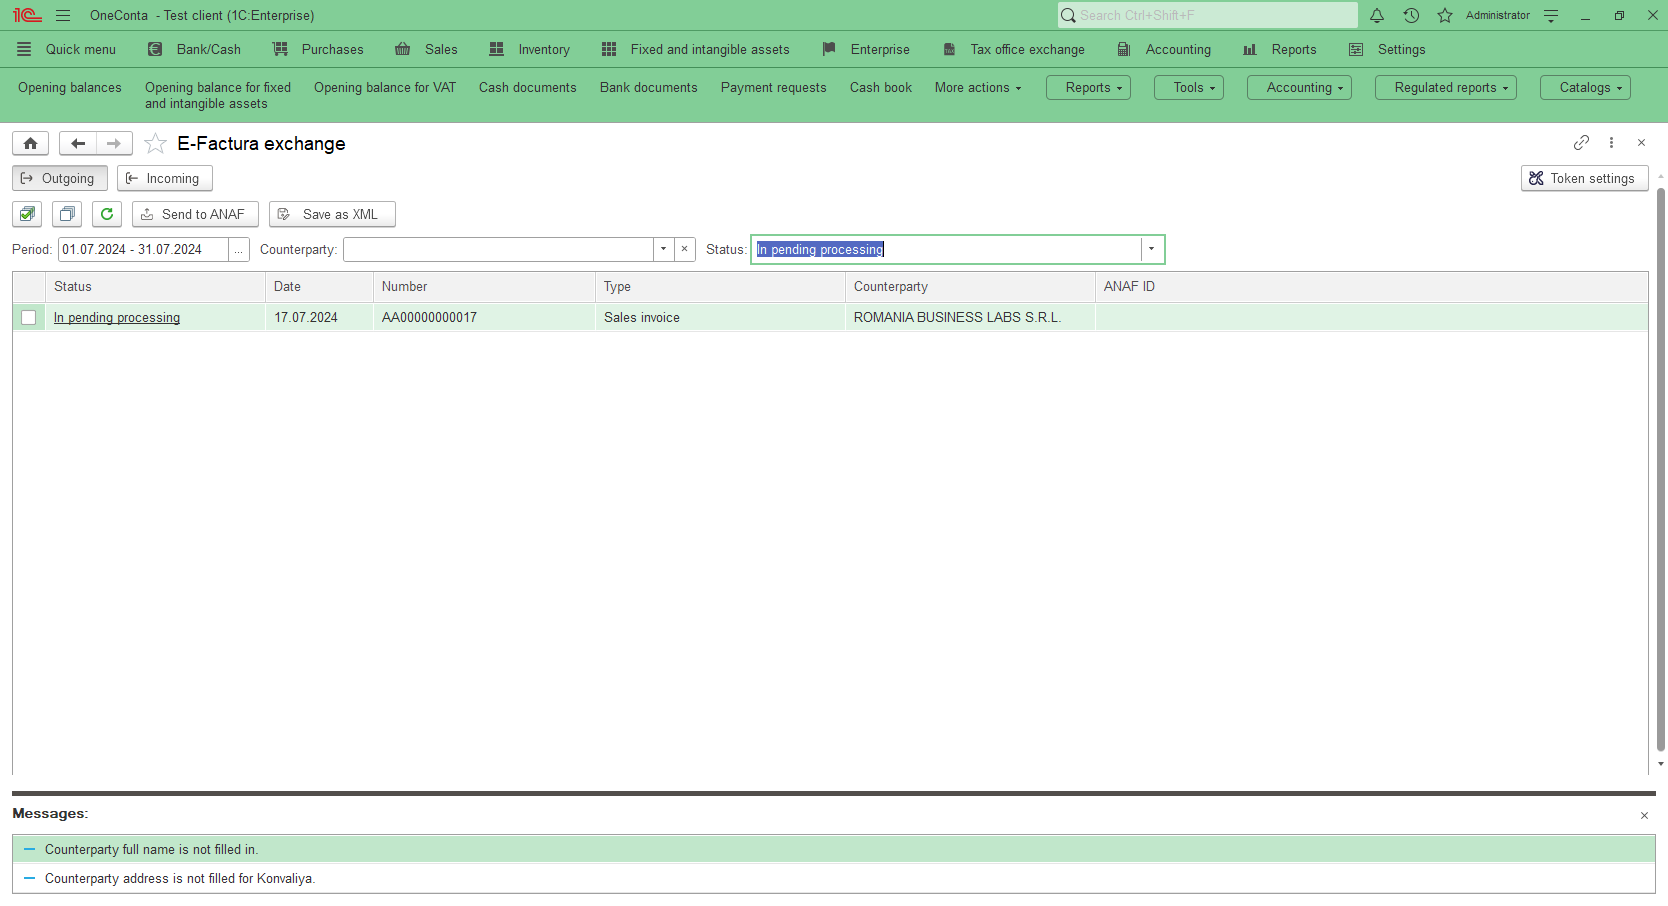 OneConta - Test client (1C:Enterprise)
Search Ctrl+Shift+F
Administrator
Quick menu Bank/Cash Purchases Sales Inventory Fixed and intangible assets Enterprise Tax office exchange Accounting Reports Settings
Opening balances
Opening balance for fixed
and intangible assets
Opening balance for VAT
Cash documents
Bank documents
Payment requests
Cash book
More actions
Reports
Tools
Accounting
Regulated reports
Catalogs
E-Factura exchange
Outgoing
Incoming
Token settings
Send to ANAF
Save as XML
Period: 01.07.2024 - 31.07.2024 ... Counterparty: Status: In pending processing
Status Date Number Type Counterparty ANAF ID
In pending processing 17.07.2024 AA00000000017 Sales invoice ROMANIA BUSINESS LABS S.R.L.
Messages:
Counterparty full name is not filled in.
Counterparty address is not filled for Konvaliya.